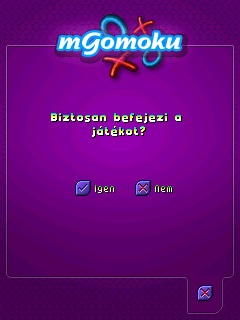 mGomoku
Biztosan befejezi a
játékot?
Igen
Nem